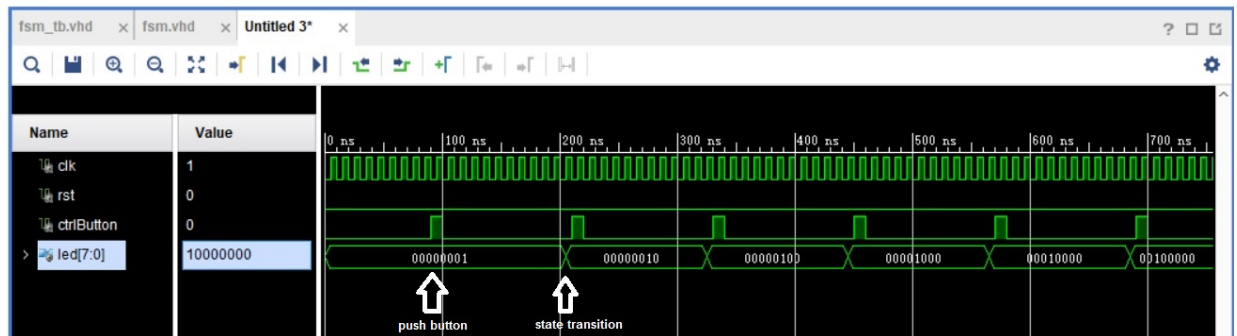 fsm_tb.vhd × fsm.vhd × Untitled 3* ×
?
Name Value
0 ns 100 ns 200 ns 300 ns 400 ns 500 ns 600 ns 700 ns
clk 1
rst 0
ctrlButton 0
led[7:0] 10000000 00000001 00000010 00000100 00001000 00010000 00100000
push button state transition